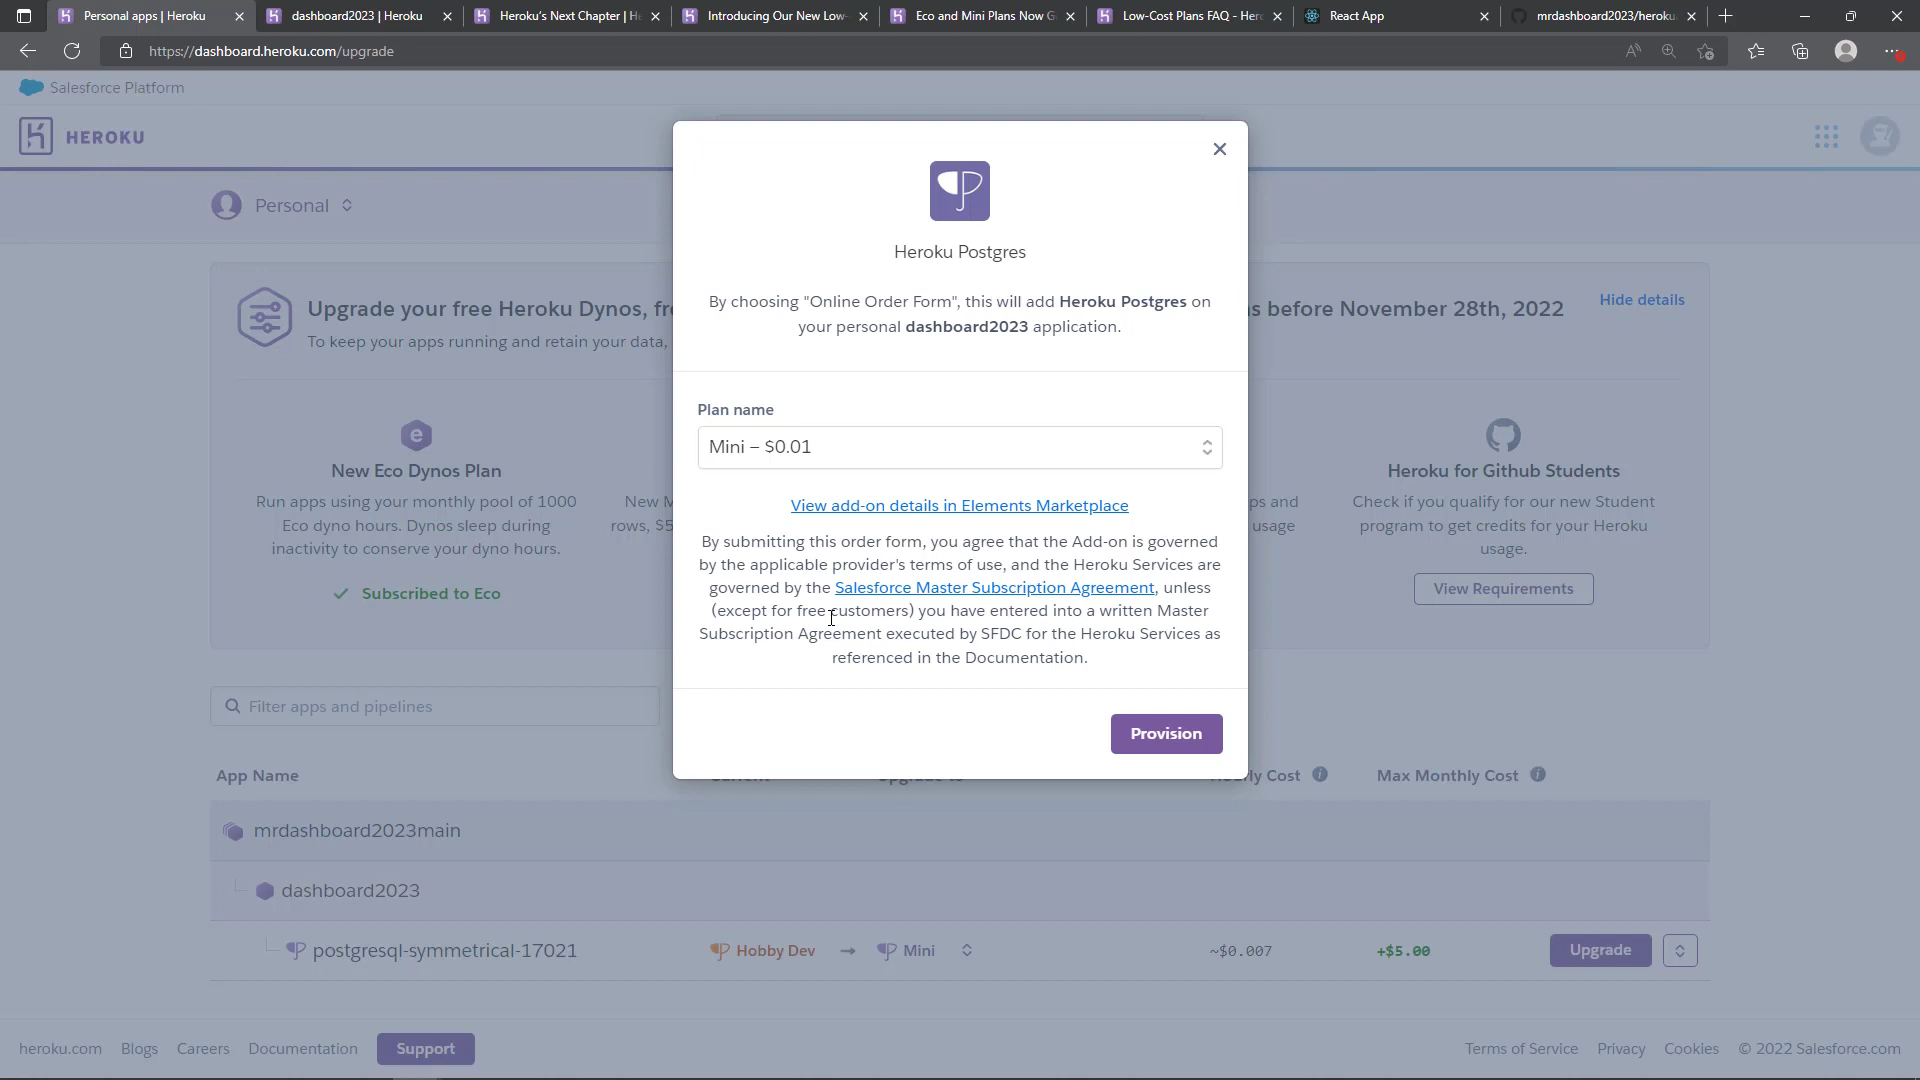 Personal apps | Heroku
dashboard2023 | Heroku
Heroku's Next Chapter | H
Introducing Our New Low-
Eco and Mini Plans Now G
Low-Cost Plans FAQ - Her
React App
mrdashboard2023/heroku
https://dashboard.heroku.com/upgrade
Salesforce Platform
HEROKU
Personal
Upgrade your free Heroku Dynos, fr
s before November 28th, 2022
Hide details
To keep your apps running and retain your data,
New Eco Dynos Plan
Run apps using your monthly pool of 1000
Eco dyno hours. Dynos sleep during
inactivity to conserve your dyno hours.
Subscribed to Eco
New M
rows, $5
ps and
usage
Heroku for Github Students
Check if you qualify for our new Student
program to get credits for your Heroku
usage.
View Requirements
Heroku Postgres
By choosing "Online Order Form", this will add Heroku Postgres on
your personal dashboard2023 application.
Plan name
Mini – $0.01
View add-on details in Elements Marketplace
By submitting this order form, you agree that the Add-on is governed
by the applicable provider's terms of use, and the Heroku Services are
governed by the Salesforce Master Subscription Agreement, unless
(except for free customers) you have entered into a written Master
Subscription Agreement executed by SFDC for the Heroku Services as
referenced in the Documentation.
Provision
Filter apps and pipelines
App Name
ly Cost
Max Monthly Cost
mrdashboard2023main
dashboard2023
postgresql-symmetrical-17021
Hobby Dev
Mini
~$0.007
+$5.00
Upgrade
heroku.com
Blogs
Careers
Documentation
Support
Terms of Service
Privacy
Cookies
© 2022 Salesforce.com